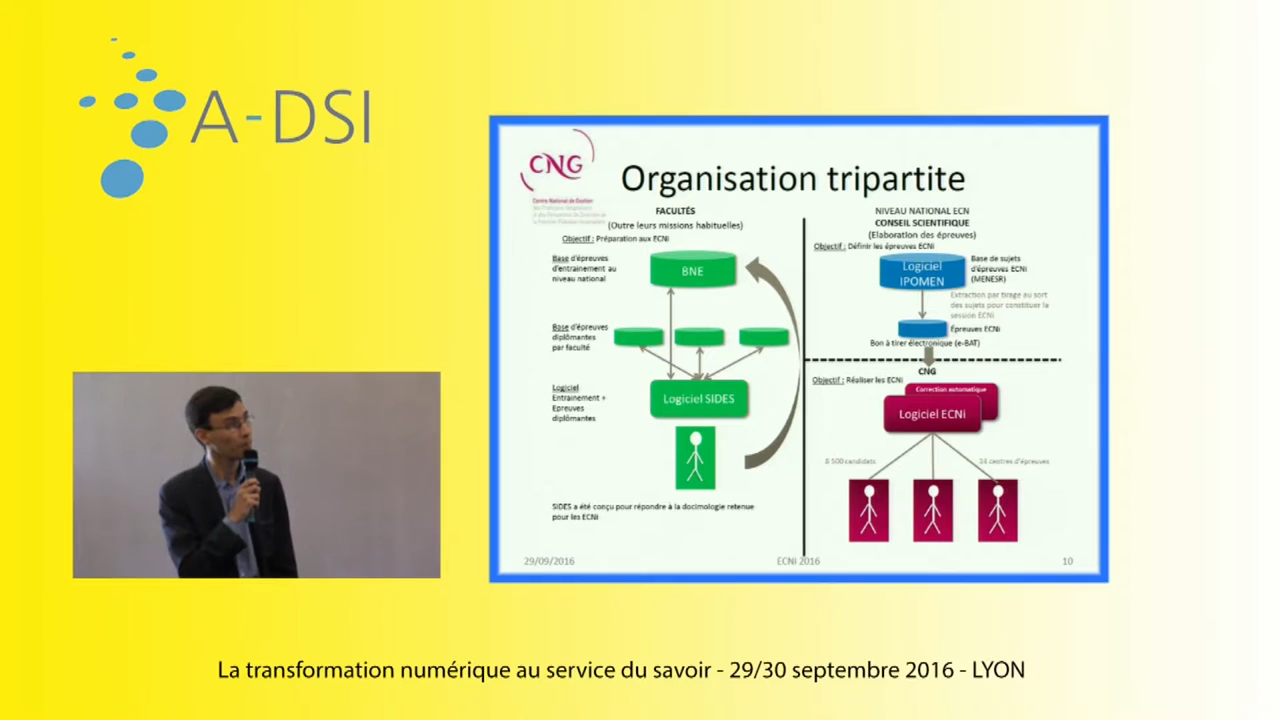 A-DSI
CNG
Centre National de Gestion
Organisation tripartite
FACULTÉS
(Outre leurs missions habituelles)
Objectif : Préparation aux ECNi
Base d'épreuves
d'entrainement au
niveau national
BNE
Base d'épreuves
diplômantes
par faculté
Logiciel
Entrainement +
Epreuves
diplômantes
Logiciel SIDES
SIDES a été conçu pour répondre à la docimologie retenue
pour les ECNi
NIVEAU NATIONAL ECN
CONSEIL SCIENTIFIQUE
(Elaboration des épreuves)
Objectif : Définir les épreuves ECNi
Logiciel
IPOMEN
Base de sujets
d'épreuves ECNi
(MENESR)
Extraction par tirage au sort
des sujets pour constituer la
session ECNi
Épreuves ECNi
Bon à tirer électronique (e-BAT)
CNG
Objectif : Réaliser les ECNi
Correction automatique
Logiciel ECNi
8 500 candidats
34 centres d'épreuves
29/09/2016
ECNI 2016
10
La transformation numérique au service du savoir - 29/30 septembre 2016 - LYON